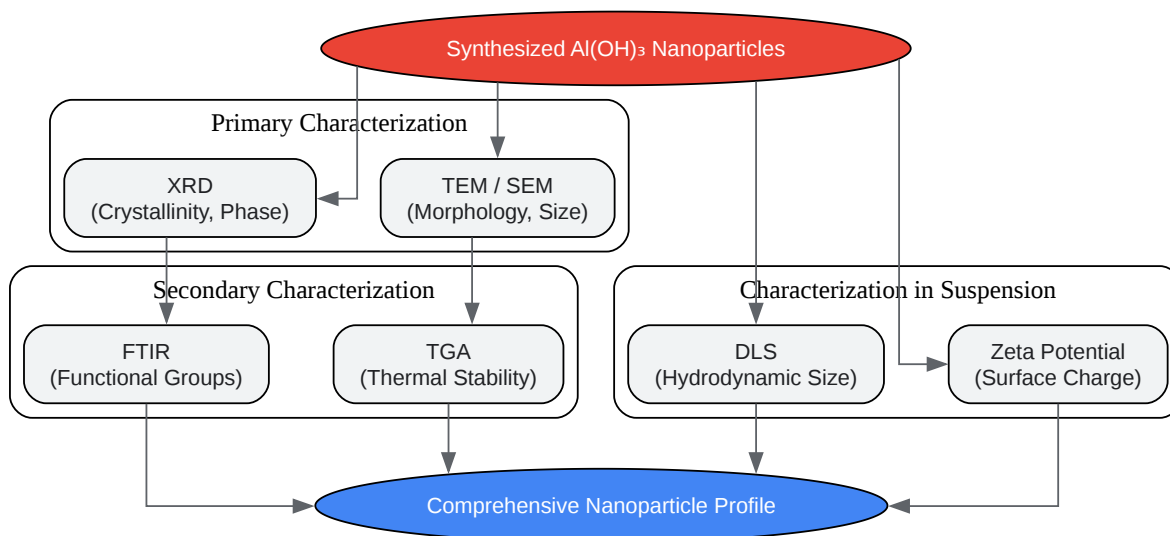 Synthesized Al(OH)₃ Nanoparticles
Primary Characterization
XRD
(Crystallinity, Phase)
TEM / SEM
(Morphology, Size)
Secondary Characterization
FTIR
(Functional Groups)
TGA
(Thermal Stability)
Characterization in Suspension
DLS
(Hydrodynamic Size)
Zeta Potential
(Surface Charge)
Comprehensive Nanoparticle Profile